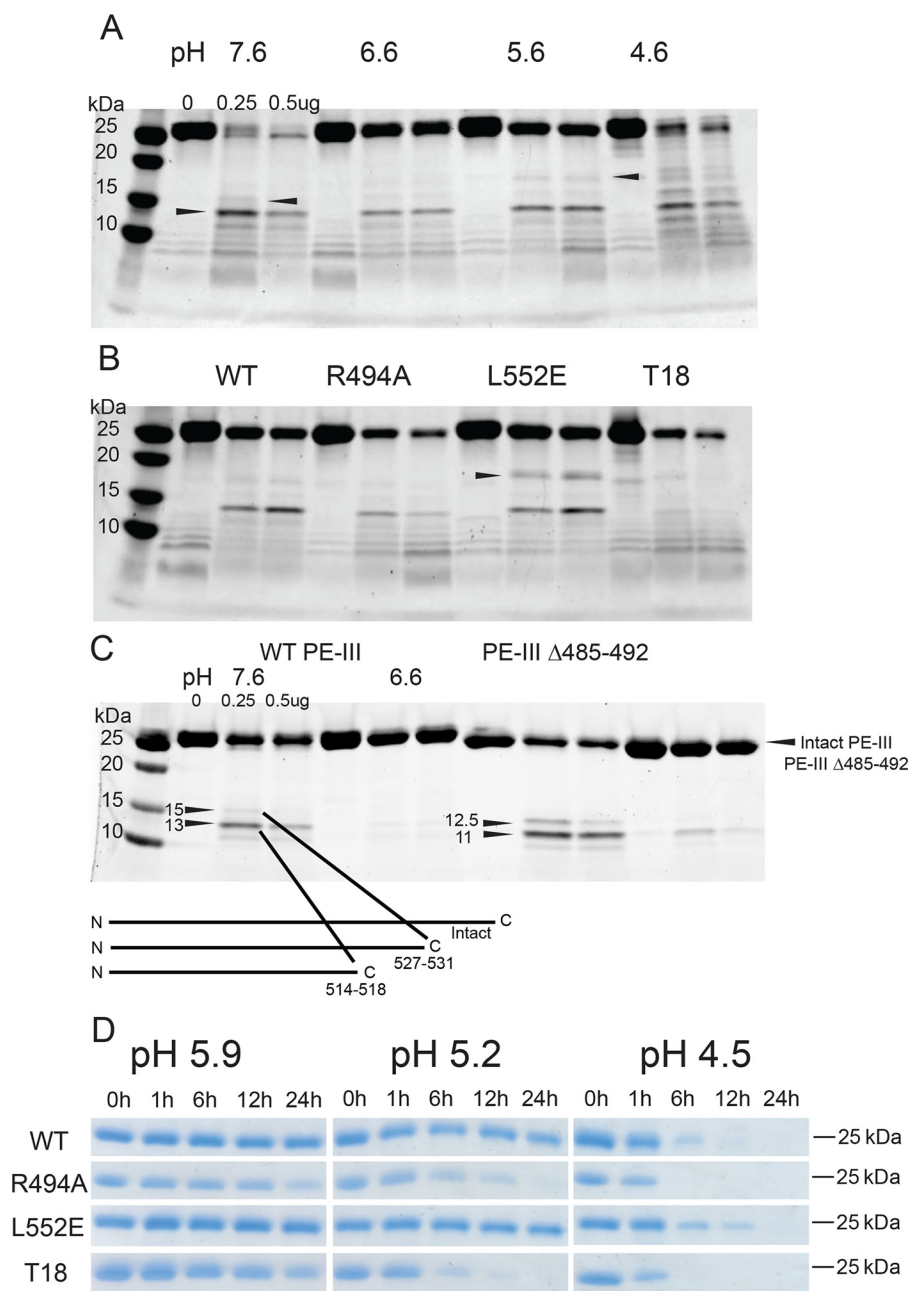 A
pH 7.6 6.6 5.6 4.6
kDa 0 0.25 0.5ug
25
20
15
10
B
WT R494A L552E T18
kDa
25
20
15
10
C
WT PE-III PE-III Δ485-492
pH 7.6 6.6
0 0.25 0.5ug
kDa
25
Intact PE-III
PE-III Δ485-492
20
15
15
12.5
13
10
11
N C
Intact
N C
527-531
N C
514-518
D
pH 5.9 pH 5.2 pH 4.5
0h 1h 6h 12h 24h 0h 1h 6h 12h 24h 0h 1h 6h 12h 24h
WT 25 kDa
R494A 25 kDa
L552E 25 kDa
T18 25 kDa